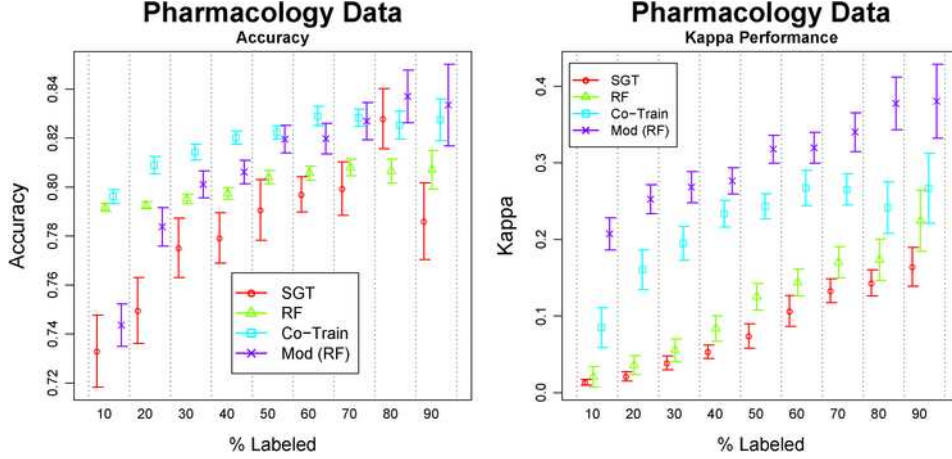 Pharmacology Data
Accuracy
Accuracy
0.72
0.74
0.76
0.78
0.80
0.82
0.84
SGT
RF
Co-Train
Mod (RF)
10 20 30 40 50 60 70 80 90
% Labeled
Pharmacology Data
Kappa Performance
Kappa
0.0
0.1
0.2
0.3
0.4
SGT
RF
Co-Train
Mod (RF)
10 20 30 40 50 60 70 80 90
% Labeled